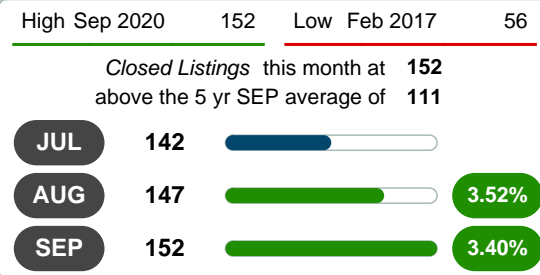 High Sep 2020 152 Low Feb 2017 56
Closed Listings this month at 152
above the 5 yr SEP average of 111
JUL 142
AUG 147 3.52%
SEP 152 3.40%